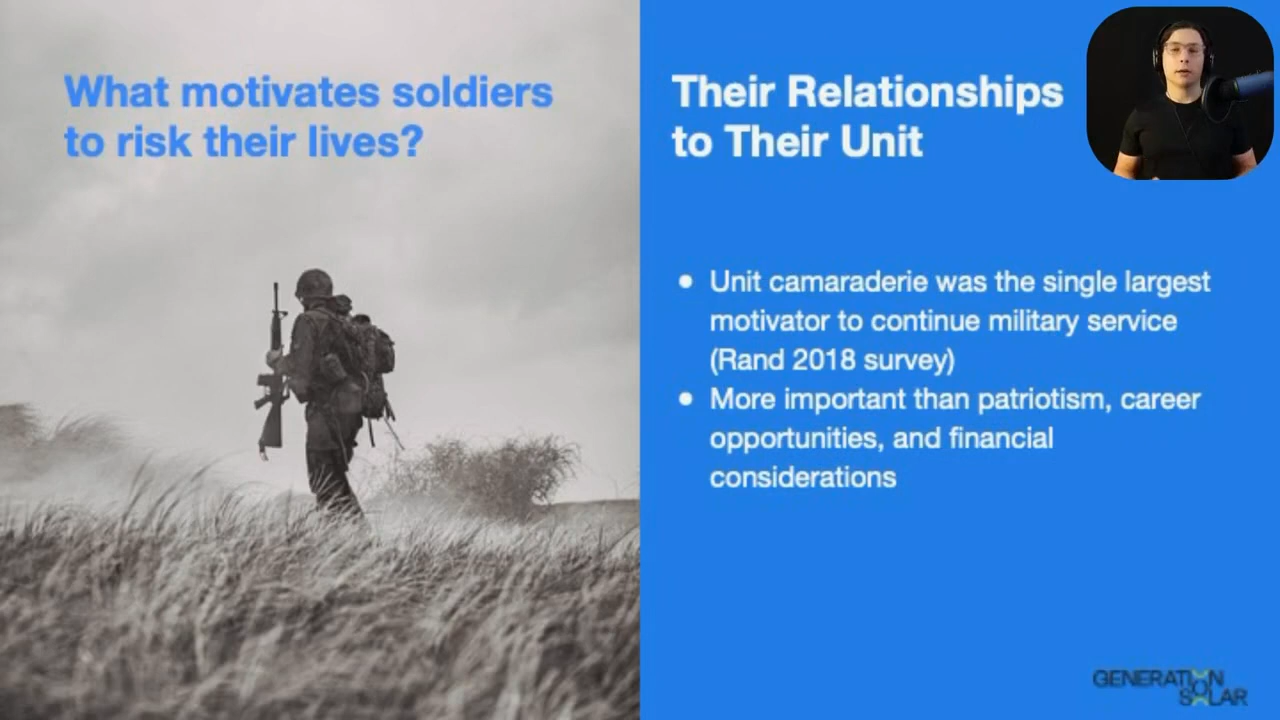 What motivates soldiers
to risk their lives?
Their Relationships
to Their Unit
• Unit camaraderie was the single largest
motivator to continue military service
(Rand 2018 survey)
• More important than patriotism, career
opportunities, and financial
considerations
GENERATION
SOLAR